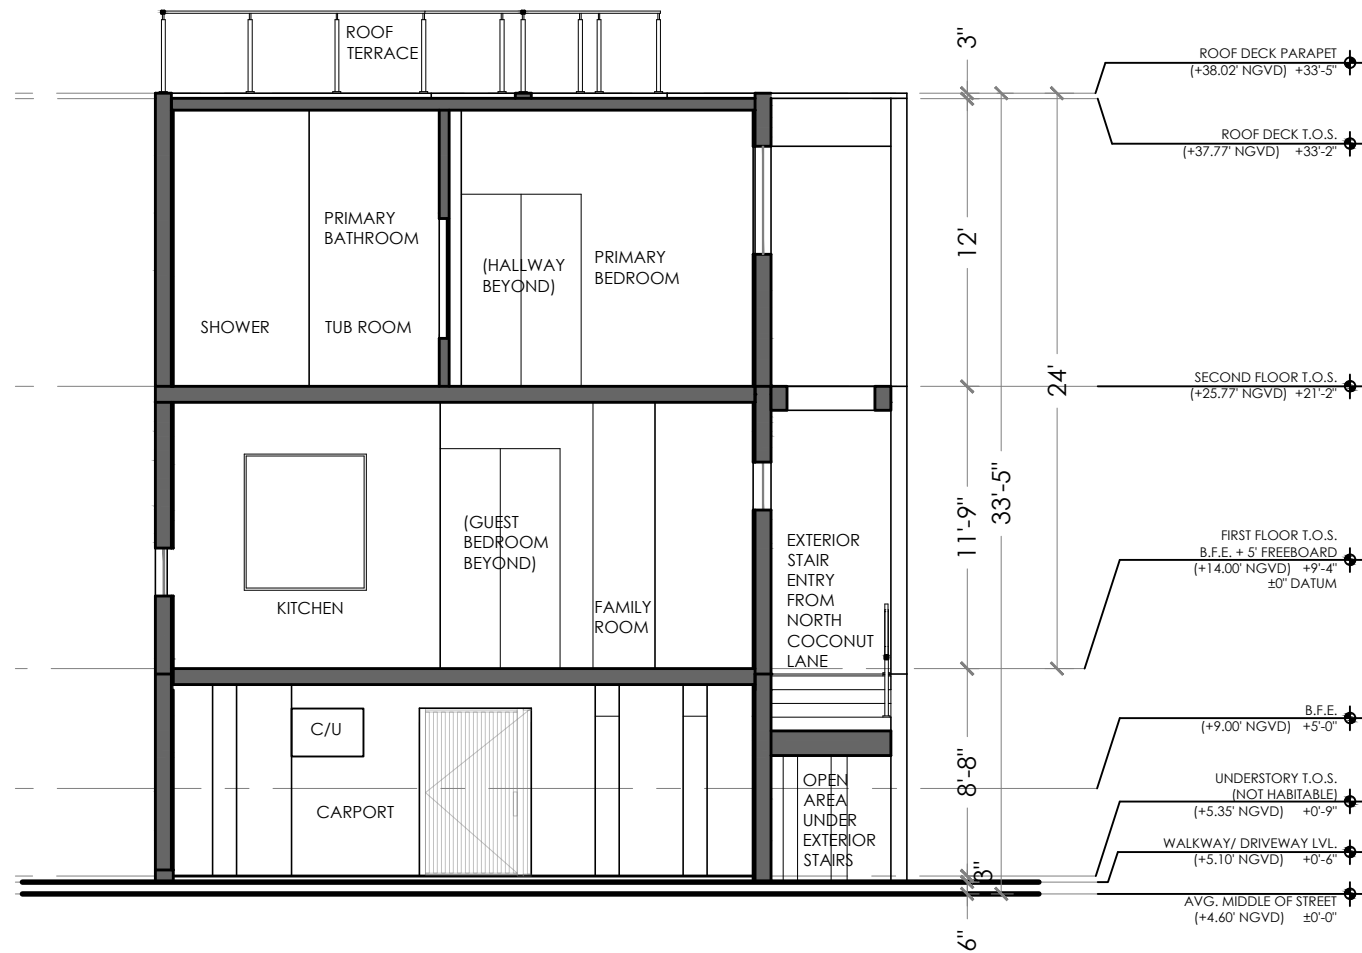 ROOF
TERRACE
3"
ROOF DECK PARAPET
(+38.02' NGVD) +33'-5"
ROOF DECK T.O.S.
(+37.77' NGVD) +33'-2"
PRIMARY
BATHROOM
12'
(HALLWAY
BEYOND)
PRIMARY
BEDROOM
SHOWER
TUB ROOM
24'
SECOND FLOOR T.O.S.
(+25.77' NGVD) +21'-2"
33'-5"
11'-9"
(GUEST
BEDROOM
BEYOND)
EXTERIOR
STAIR
ENTRY
FROM
NORTH
COCONUT
LANE
FIRST FLOOR T.O.S.
B.F.E. + 5' FREEBOARD
(+14.00' NGVD) +9'-4"
±0" DATUM
KITCHEN
FAMILY
ROOM
C/U
B.F.E.
(+9.00' NGVD) +5'-0"
8'-8"
CARPORT
OPEN
AREA
UNDER
EXTERIOR
STAIRS
UNDERSTORY T.O.S.
(NOT HABITABLE)
(+5.35' NGVD) +0'-9"
WALKWAY/ DRIVEWAY LVL.
(+5.10' NGVD) +0'-6"
3"
AVG. MIDDLE OF STREET
(+4.60' NGVD) ±0'-0"
6"